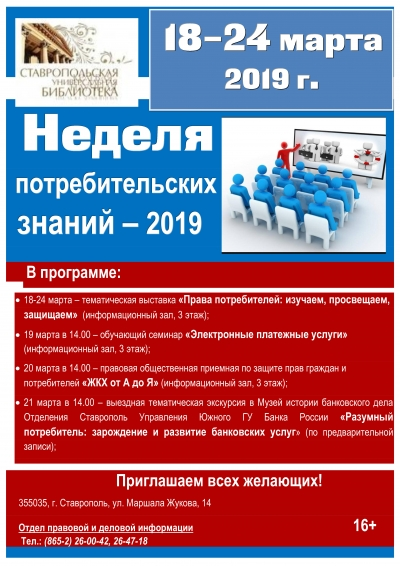 СТАВРОПОЛЬСКАЯ
УНИВЕРСАЛЬНАЯ
БИБЛИОТЕКА
18–24 марта
2019 г.
Неделя
потребительских
знаний – 2019
В программе:
• 18-24 марта – тематическая выставка «Права потребителей: изучаем, просвещаем,
защищаем» (информационный зал, 3 этаж);
• 19 марта в 14.00 – обучающий семинар «Электронные платежные услуги»
(информационный зал, 3 этаж);
• 20 марта в 14.00 – правовая общественная приемная по защите прав граждан и
потребителей «ЖКХ от А до Я» (информационный зал, 3 этаж);
• 21 марта в 14.00 – выездная тематическая экскурсия в Музей истории банковского дела
Отделения Ставрополь Управления Южного ГУ Банка России «Разумный
потребитель: зарождение и развитие банковских услуг» (по предварительной
записи);
Приглашаем всех желающих!
355035, г. Ставрополь, ул. Маршала Жукова, 14
Отдел правовой и деловой информации
Тел.: (865-2) 26-00-42, 26-47-18
16+